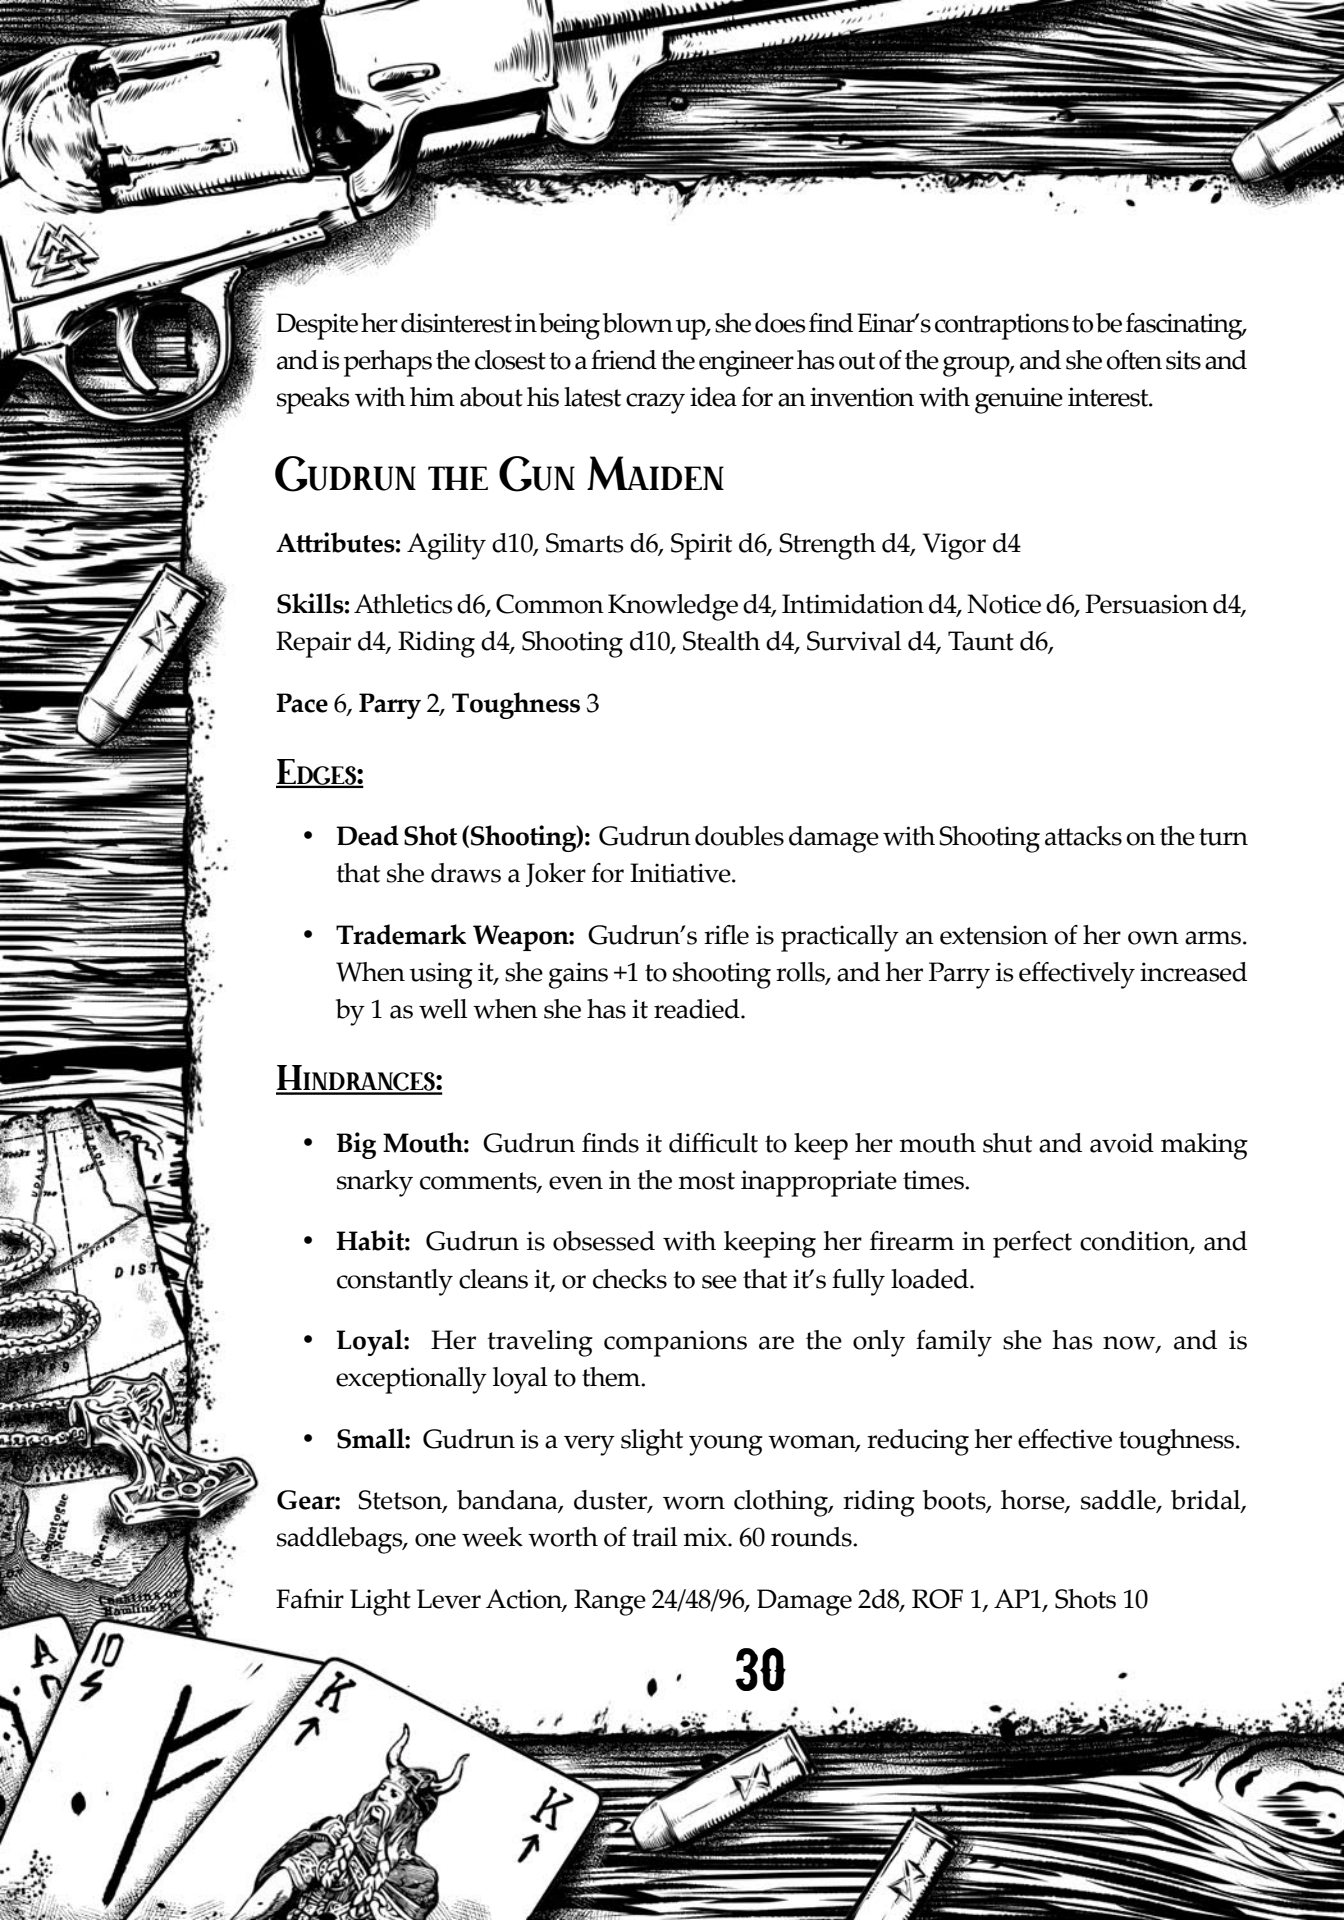 Despite her disinterest in being blown up, she does find Einar's contraptions to be fascinating,
and is perhaps the closest to a friend the engineer has out of the group, and she often sits and
speaks with him about his latest crazy idea for an invention with genuine interest.
Gudrun the Gun Maiden
Attributes: Agility d10, Smarts d6, Spirit d6, Strength d4, Vigor d4
Skills: Athletics d6, Common Knowledge d4, Intimidation d4, Notice d6, Persuasion d4,
Repair d4, Riding d4, Shooting d10, Stealth d4, Survival d4, Taunt d6,
Pace 6, Parry 2, Toughness 3
Edges:
• Dead Shot (Shooting): Gudrun doubles damage with Shooting attacks on the turn
that she draws a Joker for Initiative.
• Trademark Weapon: Gudrun's rifle is practically an extension of her own arms.
When using it, she gains +1 to shooting rolls, and her Parry is effectively increased
by 1 as well when she has it readied.
Hindrances:
• Big Mouth: Gudrun finds it difficult to keep her mouth shut and avoid making
snarky comments, even in the most inappropriate times.
• Habit: Gudrun is obsessed with keeping her firearm in perfect condition, and
constantly cleans it, or checks to see that it's fully loaded.
• Loyal: Her traveling companions are the only family she has now, and is
exceptionally loyal to them.
• Small: Gudrun is a very slight young woman, reducing her effective toughness.
Gear: Stetson, bandana, duster, worn clothing, riding boots, horse, saddle, bridal,
saddlebags, one week worth of trail mix. 60 rounds.
Fafnir Light Lever Action, Range 24/48/96, Damage 2d8, ROF 1, AP1, Shots 10
30
DIST
A
10
K
K